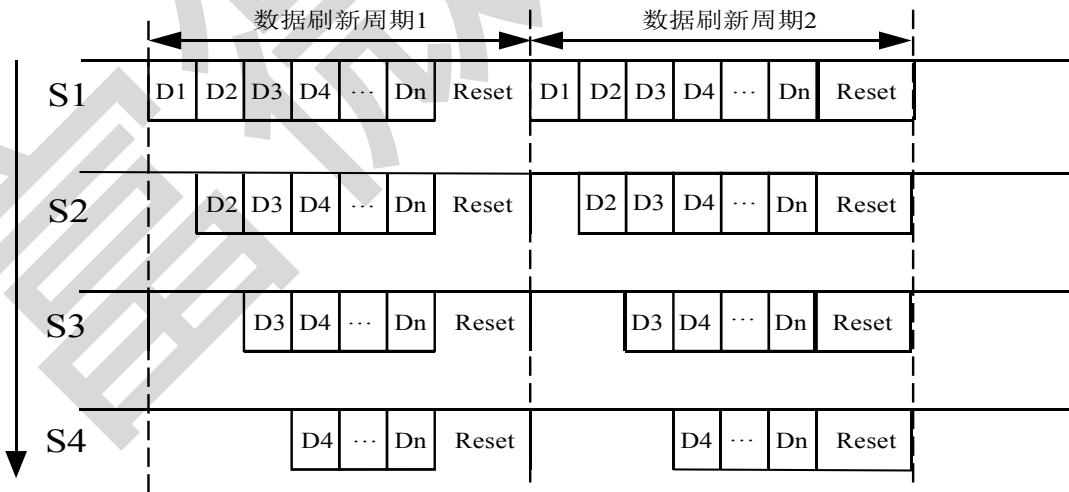 数据刷新周期1 数据刷新周期2
S1 D1 D2 D3 D4 ··· Dn Reset D1 D2 D3 D4 ··· Dn Reset
S2 D2 D3 D4 ··· Dn Reset D2 D3 D4 ··· Dn Reset
S3 D3 D4 ··· Dn Reset D3 D4 ··· Dn Reset
S4 D4 ··· Dn Reset D4 ··· Dn Reset